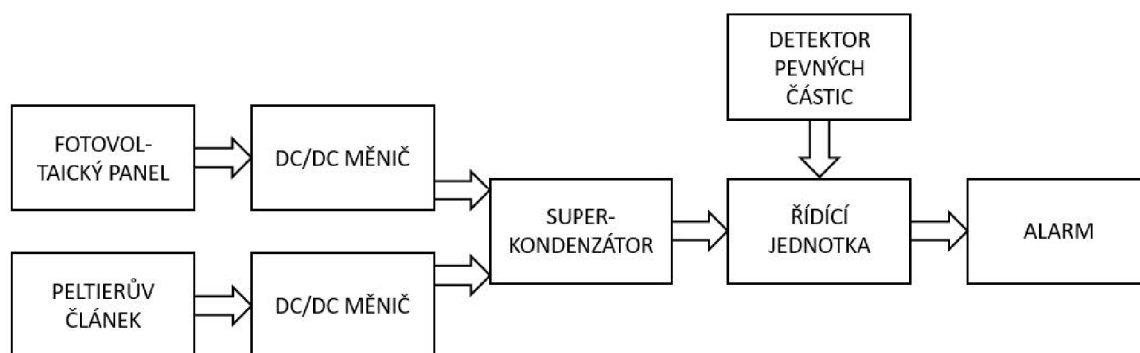 DETEKTOR
PEVNÝCH
ČÁSTIC
FOTOVOL-
TAICKÝ PANEL
DC/DC MĚNIČ
SUPER-
KONDENZÁTOR
ŘÍDÍCÍ
JEDNOTKA
ALARM
PELTIERŮV
ČLÁNEK
DC/DC MĚNIČ